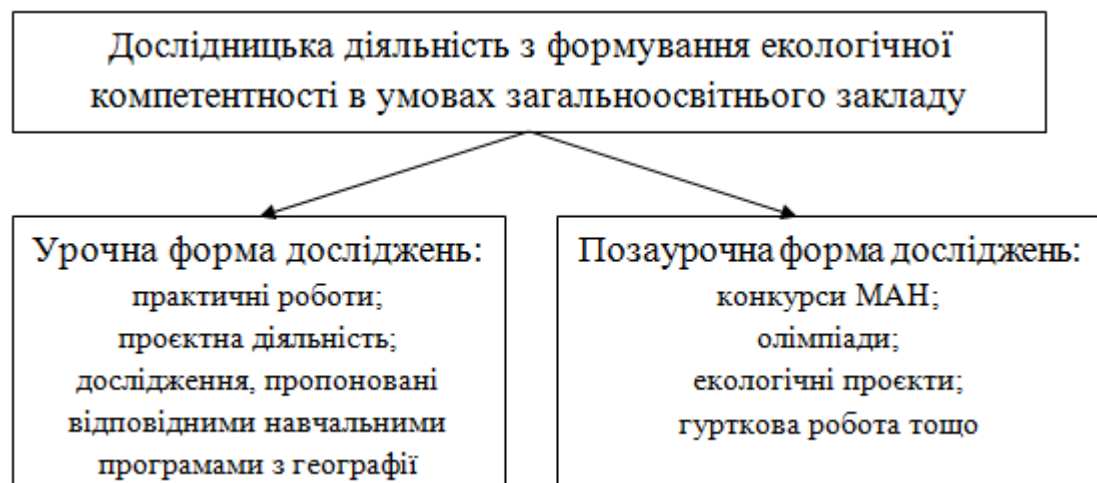 Дослідницька діяльність з формування екологічної
компетентності в умовах загальноосвітнього закладу
Урочна форма досліджень:
практичні роботи;
проєктна діяльність;
дослідження, пропоновані
відповідними навчальними
програмами з географії
Позаурочна форма досліджень:
конкурси МАН;
олімпіади;
екологічні проєкти;
гурткова робота тощо